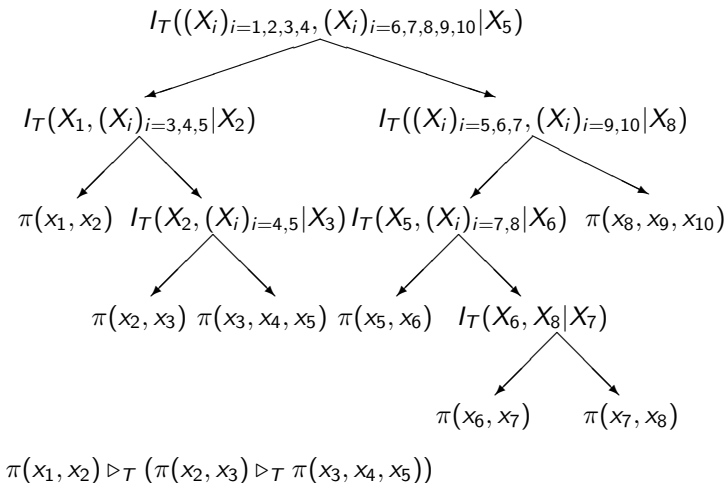 I_T((X_i)_{i=1,2,3,4}, (X_i)_{i=6,7,8,9,10}|X_5)
I_T(X_1, (X_i)_{i=3,4,5}|X_2) I_T((X_i)_{i=5,6,7}, (X_i)_{i=9,10}|X_8)
π(x_1, x_2) I_T(X_2, (X_i)_{i=4,5}|X_3) I_T(X_5, (X_i)_{i=7,8}|X_6) π(x_8, x_9, x_{10})
π(x_2, x_3) π(x_3, x_4, x_5) π(x_5, x_6) I_T(X_6, X_8|X_7)
π(x_6, x_7) π(x_7, x_8)
π(x_1, x_2) ▷_T (π(x_2, x_3) ▷_T π(x_3, x_4, x_5))